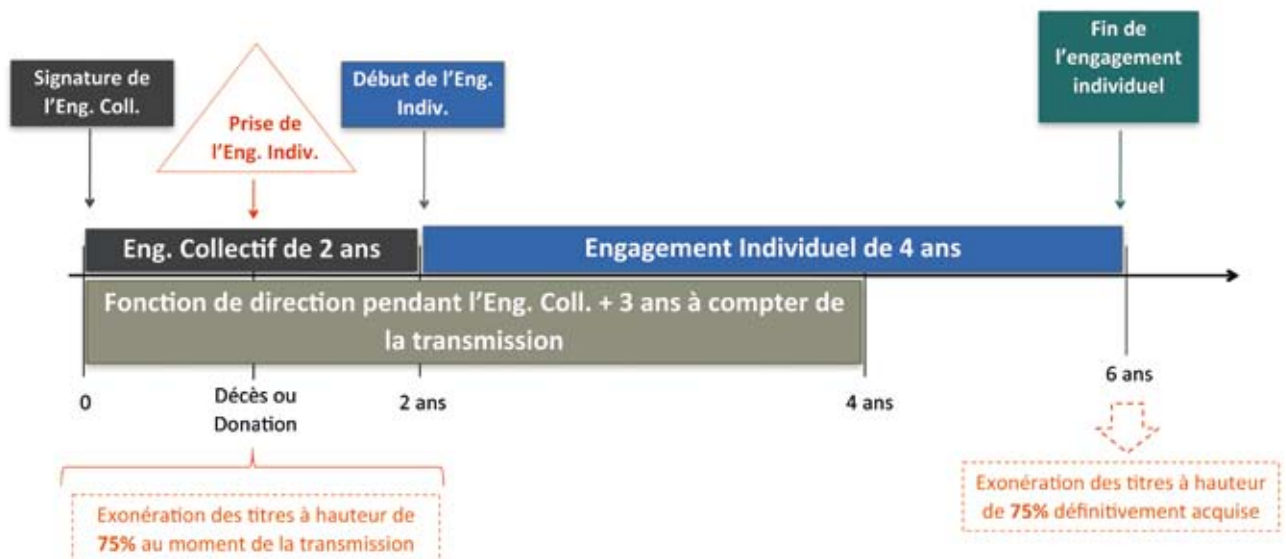 Signature de
l'Eng. Coll.
Prise de
l'Eng. Indiv.
Début de l'Eng.
Indiv.
Fin de
l'engagement
individuel
Eng. Collectif de 2 ans
Engagement Individuel de 4 ans
Fonction de direction pendant l'Eng. Coll. + 3 ans à compter de
la transmission
0
Décès ou
Donation
2 ans
4 ans
6 ans
Exonération des titres à hauteur de
75% au moment de la transmission
Exonération des titres à hauteur
de 75% définitivement acquise